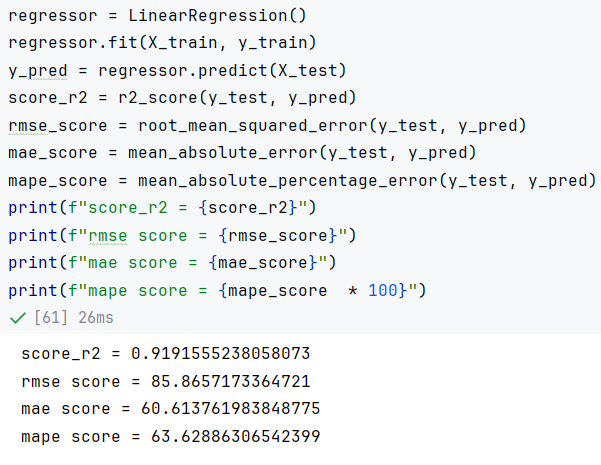 regressor = LinearRegression()
regressor.fit(X_train, y_train)
y_pred = regressor.predict(X_test)
score_r2 = r2_score(y_test, y_pred)
rmse_score = root_mean_squared_error(y_test, y_pred)
mae_score = mean_absolute_error(y_test, y_pred)
mape_score = mean_absolute_percentage_error(y_test, y_pred)
print(f"score_r2 = {score_r2}")
print(f"rmse score = {rmse_score}")
print(f"mae score = {mae_score}")
print(f"mape score = {mape_score  * 100}")
[61] 26ms
score_r2 = 0.9191555238058073
rmse score = 85.8657173364721
mae score = 60.613761983848775
mape score = 63.62886306542399